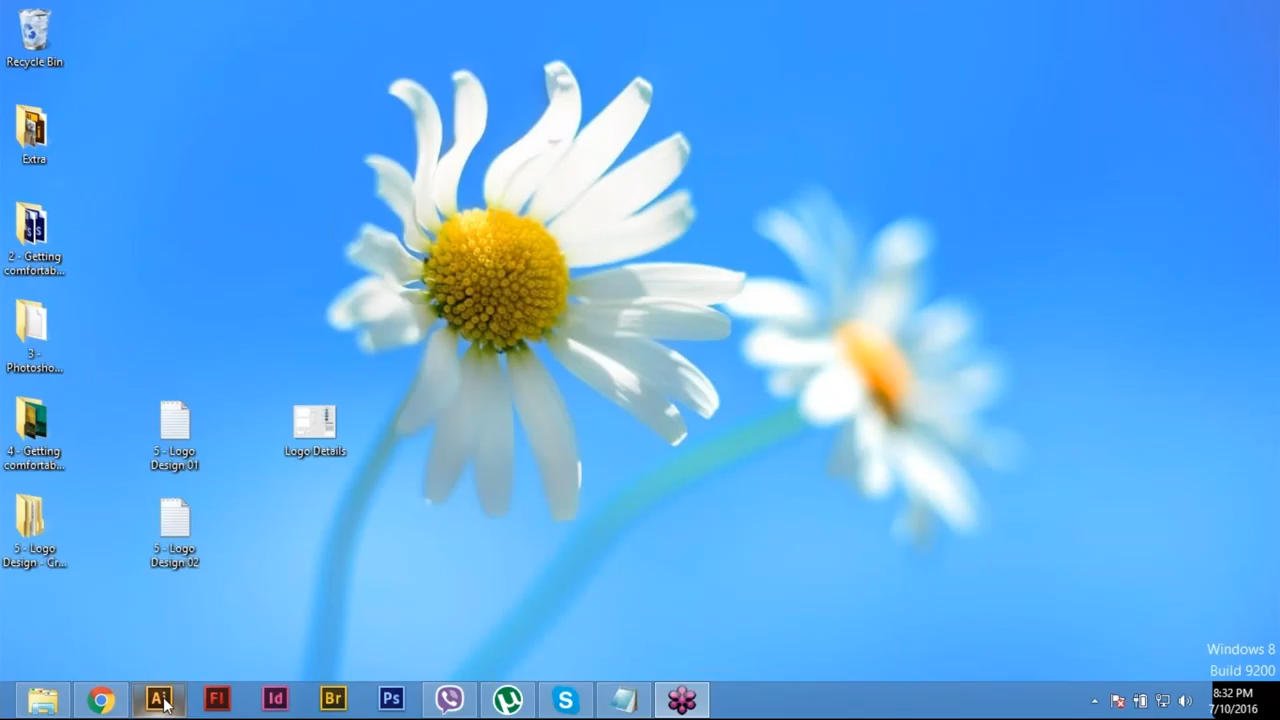 Recycle Bin
Extra
2 - Getting
comfortab...
3 -
Photosho...
4 - Getting
comfortab...
5 - Logo
Design - Gr...
5 - Logo
Design 01
5 - Logo
Design 02
Logo Details
Windows 8
Build 9200
Ai
Fl
Id
Br
Ps
8:32 PM
7/10/2016